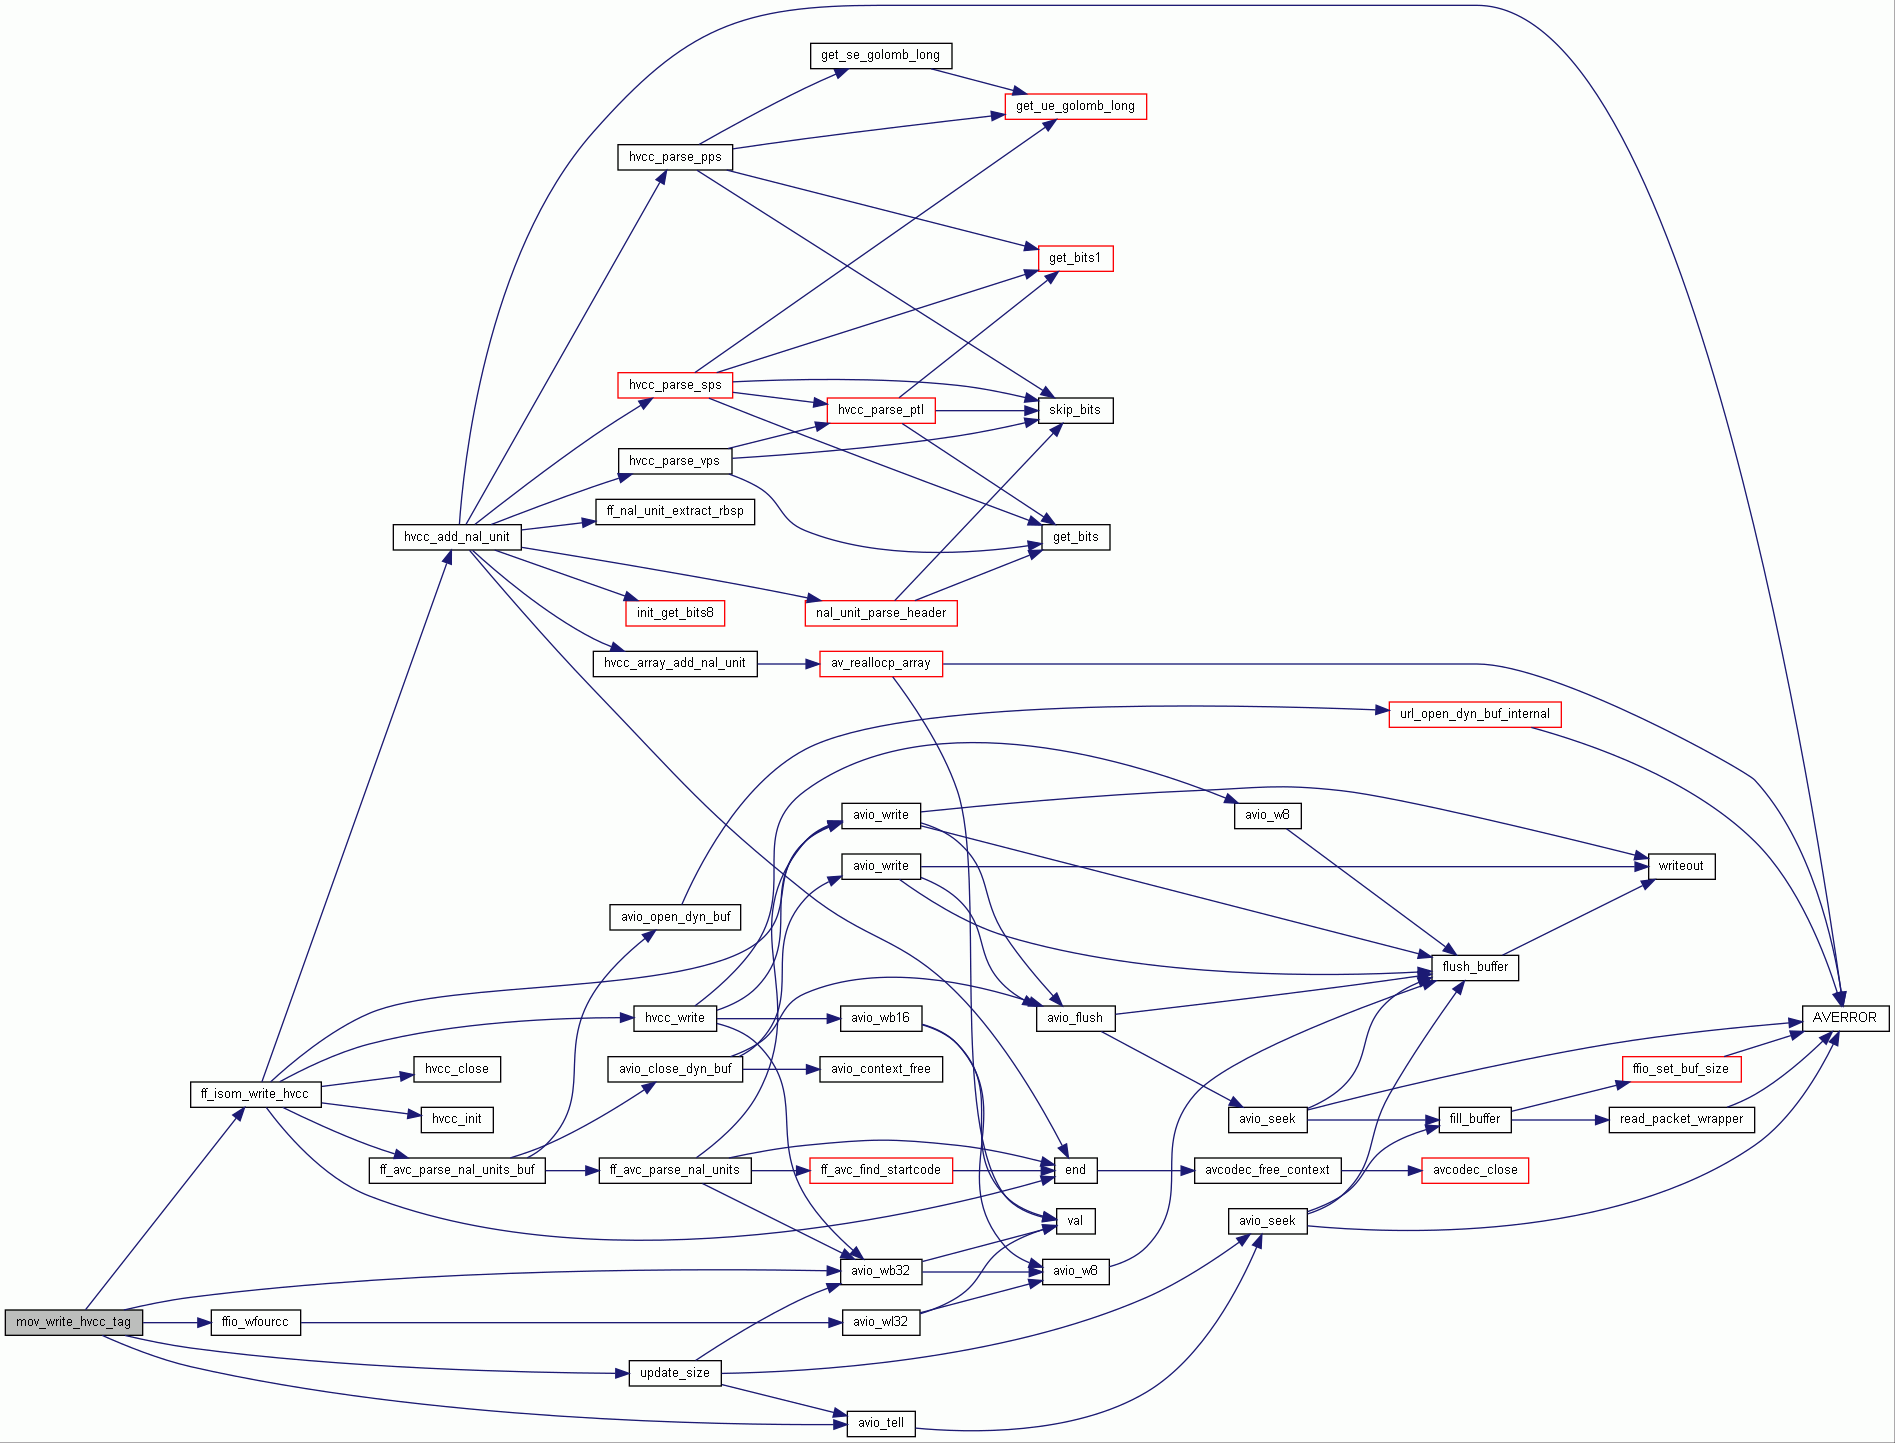 get_se_golomb_long
get_ue_golomb_long
hvcc_parse_pps
get_bits1
hvcc_parse_sps
hvcc_parse_ptl
skip_bits
hvcc_parse_vps
ff_nal_unit_extract_rbsp
hvcc_add_nal_unit
get_bits
init_get_bits8
nal_unit_parse_header
hvcc_array_add_nal_unit
av_reallocp_array
url_open_dyn_buf_internal
avio_write
avio_w8
avio_write
writeout
avio_open_dyn_buf
flush_buffer
hvcc_write
avio_wb16
avio_flush
AVERROR
hvcc_close
avio_close_dyn_buf
avio_context_free
ffio_set_buf_size
ff_isom_write_hvcc
hvcc_init
avio_seek
fill_buffer
read_packet_wrapper
ff_avc_parse_nal_units_buf
ff_avc_parse_nal_units
ff_avc_find_startcode
end
avcodec_free_context
avcodec_close
val
avio_seek
avio_wb32
avio_w8
mov_write_hvcc_tag
ffio_wfourcc
avio_wl32
update_size
avio_tell